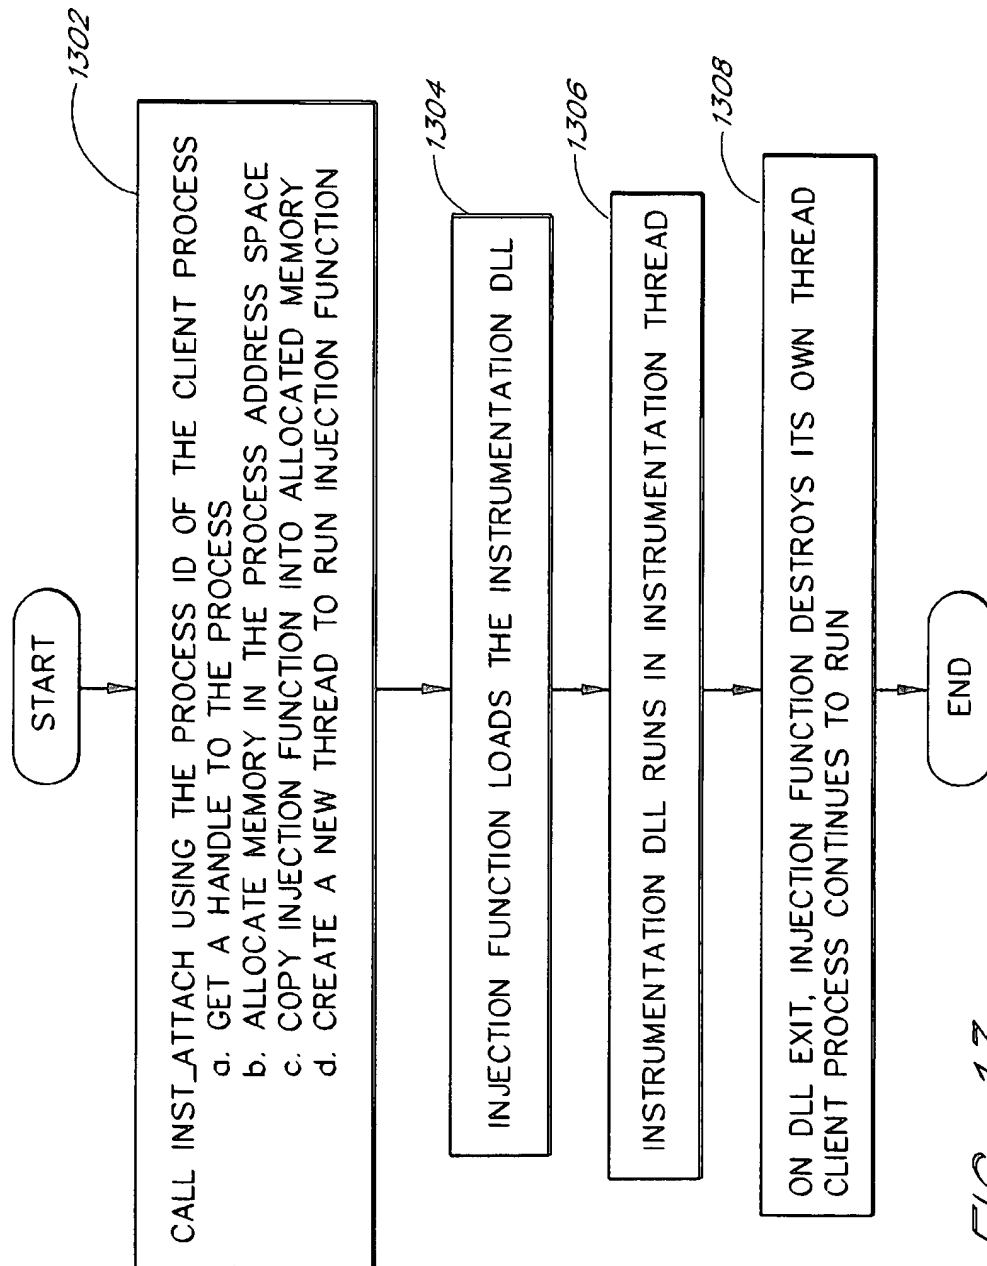 START
1302
CALL INST_ATTACH USING THE PROCESS ID OF THE CLIENT PROCESS
a. GET A HANDLE TO THE PROCESS
b. ALLOCATE MEMORY IN THE PROCESS ADDRESS SPACE
c. COPY INJECTION FUNCTION INTO ALLOCATED MEMORY
d. CREATE A NEW THREAD TO RUN INJECTION FUNCTION
1304
INJECTION FUNCTION LOADS THE INSTRUMENTATION DLL
1306
INSTRUMENTATION DLL RUNS IN INSTRUMENTATION THREAD
1308
ON DLL EXIT, INJECTION FUNCTION DESTROYS ITS OWN THREAD
CLIENT PROCESS CONTINUES TO RUN
END